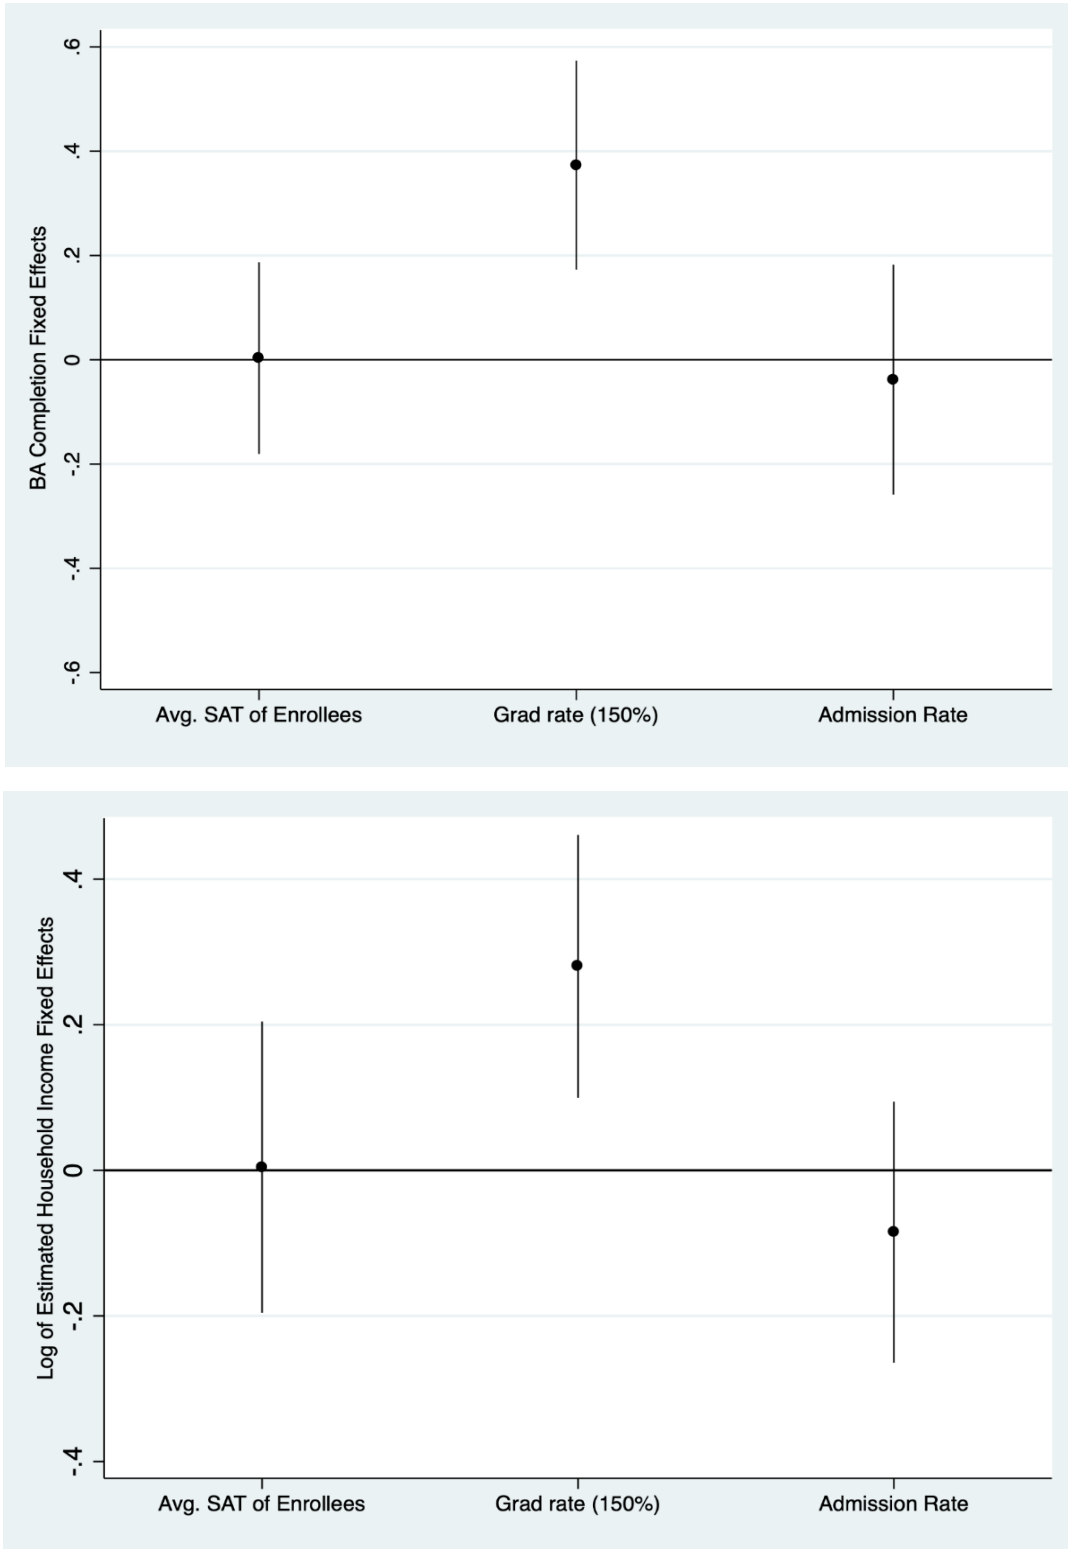 BA Completion Fixed Effects
.6
.4
.2
0
-.2
-.4
-.6
Avg. SAT of Enrollees
Grad rate (150%)
Admission Rate
Log of Estimated Household Income Fixed Effects
.4
.2
0
-.2
-.4
Avg. SAT of Enrollees
Grad rate (150%)
Admission Rate